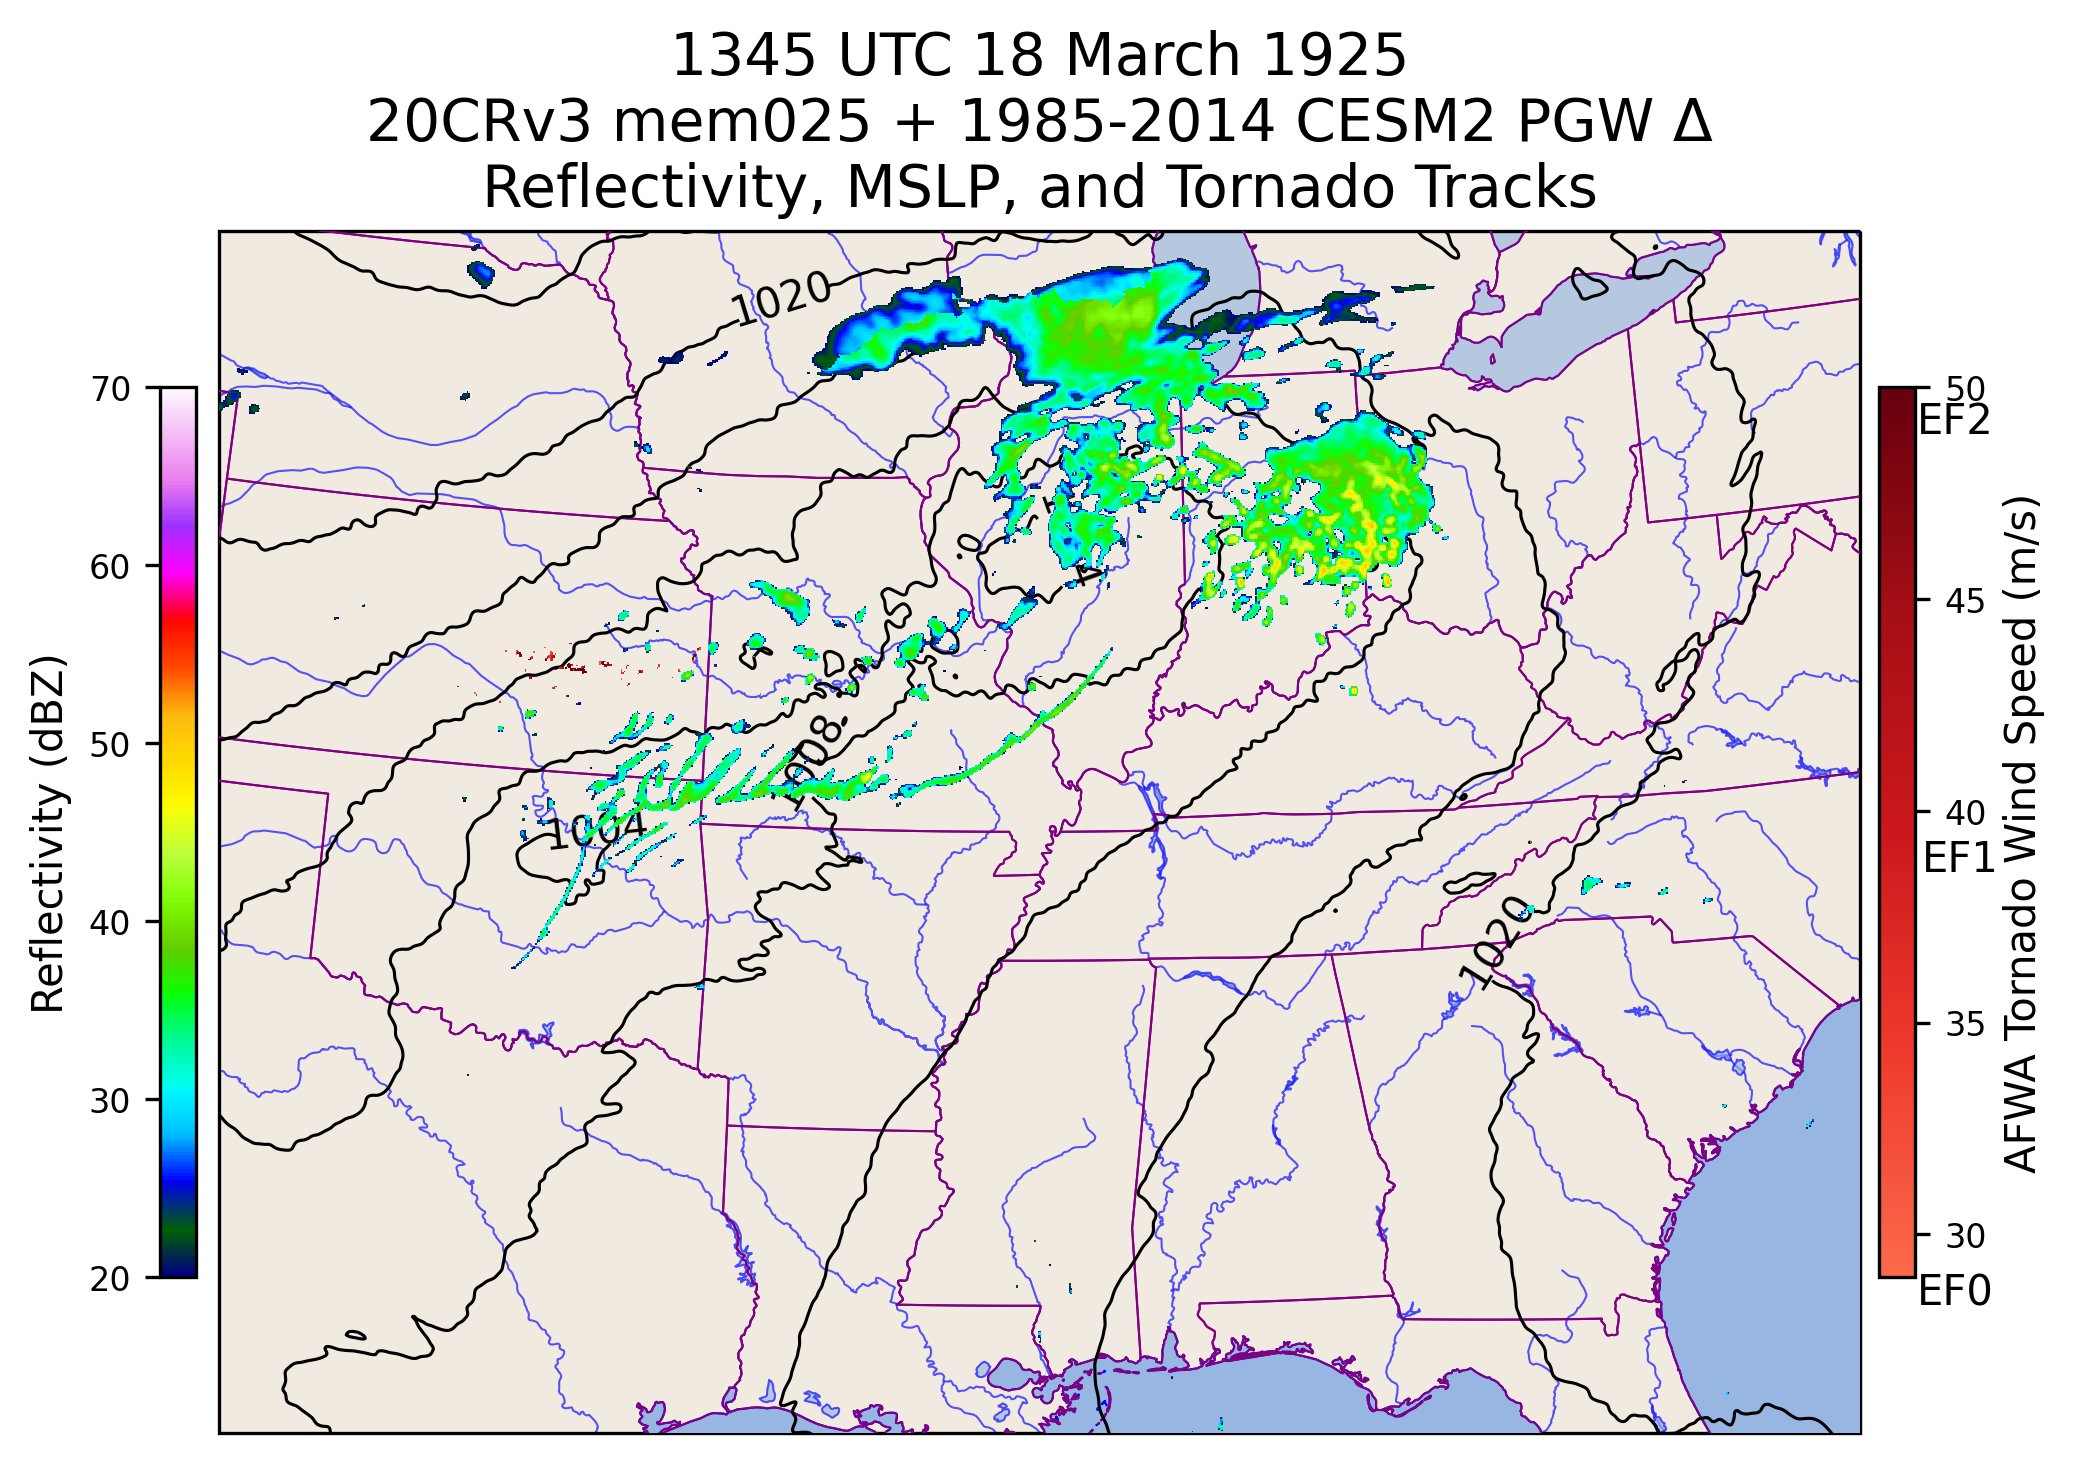 1345 UTC 18 March 1925
20CRv3 mem025 + 1985-2014 CESM2 PGW Δ
Reflectivity, MSLP, and Tornado Tracks
1020
1008
1004
1020
70
60
50
40
30
20
Reflectivity (dBZ)
50
EF2
45
40
EF1
35
30
EF0
AFWA Tornado Wind Speed (m/s)